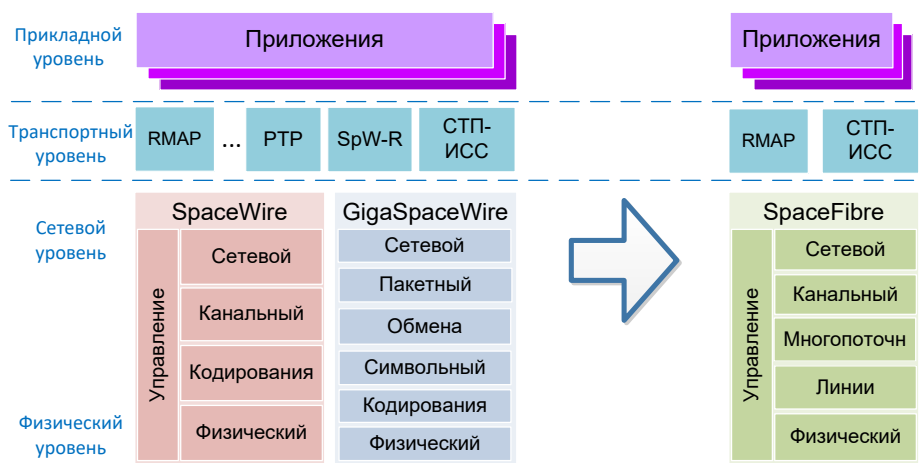 Прикладной
уровень
Приложения
Приложения
Транспортный
уровень
RMAP
...
PTP
SpW-R
СТП-
ИСС
RMAP
СТП-
ИСС
Сетевой
уровень
Физический
уровень
SpaceWire
Управление
Сетевой
Канальный
Кодирования
Физический
GigaSpaceWire
Сетевой
Пакетный
Обмена
Символьный
Кодирования
Физический
SpaceFibre
Управление
Сетевой
Канальный
Многопоточн
Линии
Физический